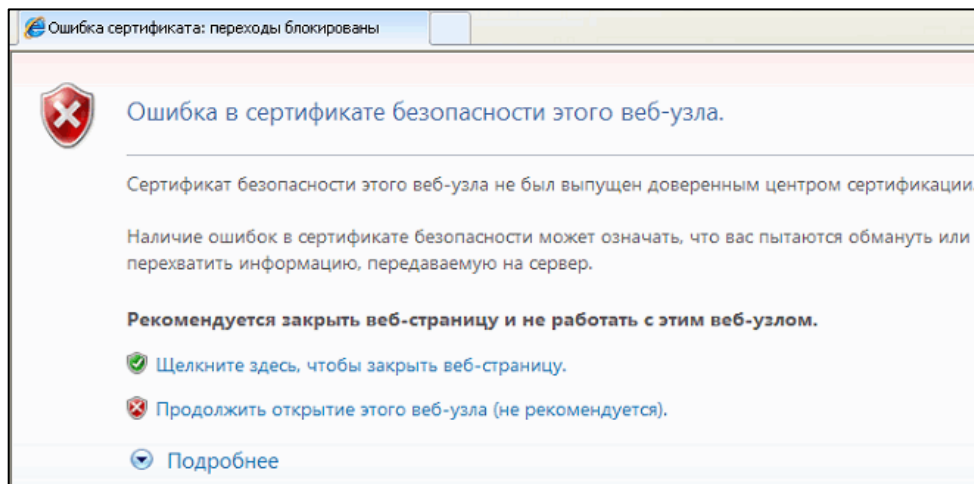 Ошибка сертификата: переходы блокированы
Ошибка в сертификате безопасности этого веб-узла.
Сертификат безопасности этого веб-узла не был выпущен доверенным центром сертификации.
Наличие ошибок в сертификате безопасности может означать, что вас пытаются обмануть или
перехватить информацию, передаваемую на сервер.
Рекомендуется закрыть веб-страницу и не работать с этим веб-узлом.
Щелкните здесь, чтобы закрыть веб-страницу.
Продолжить открытие этого веб-узла (не рекомендуется).
Подробнее